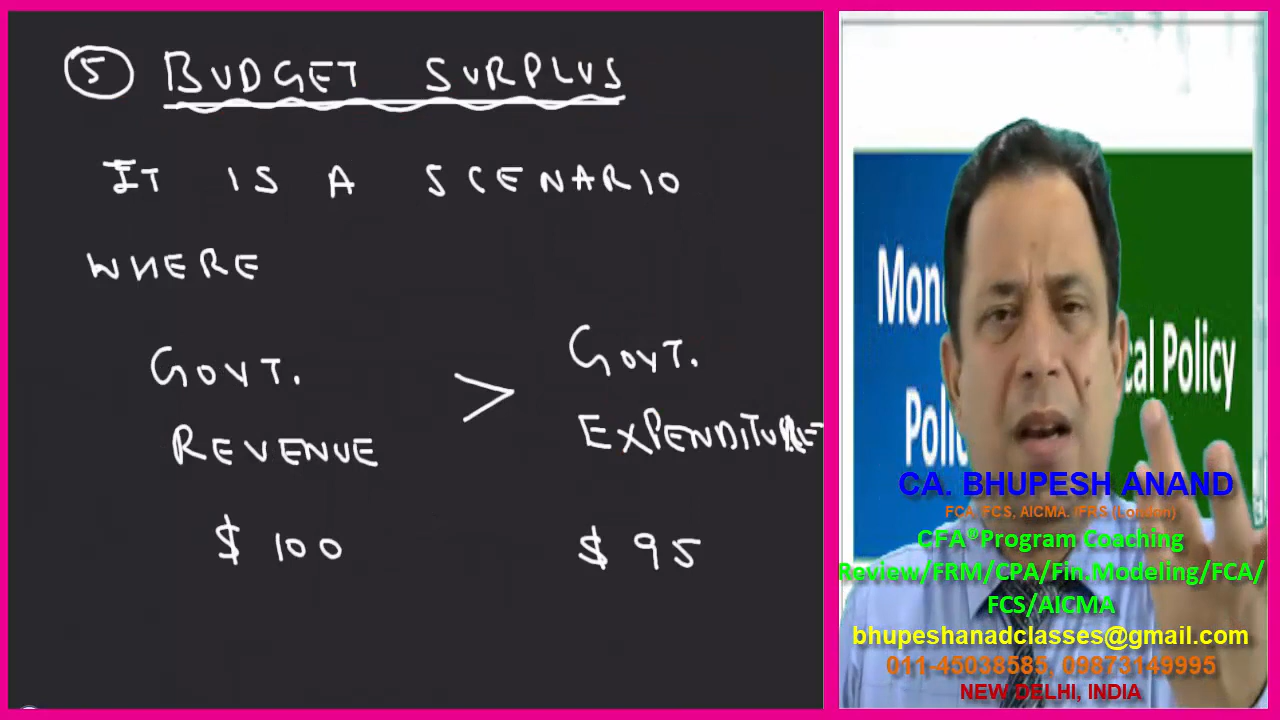 5 BUDGET SURPLUS
IT IS A SCENARIO
WHERE
GOVT. > GOVT.
REVENUE EXPENDITURE
$ 100 $ 95
Mon
Poli
cal Policy
CA. BHUPESH ANAND
FCA, FCS, AICMA. IFRS (London)
CFA®Program Coaching
Review/FRM/CPA/Fin.Modeling/FCA/
FCS/AICMA
bhupeshanadclasses@gmail.com
011-45038585, 09873149995
NEW DELHI, INDIA